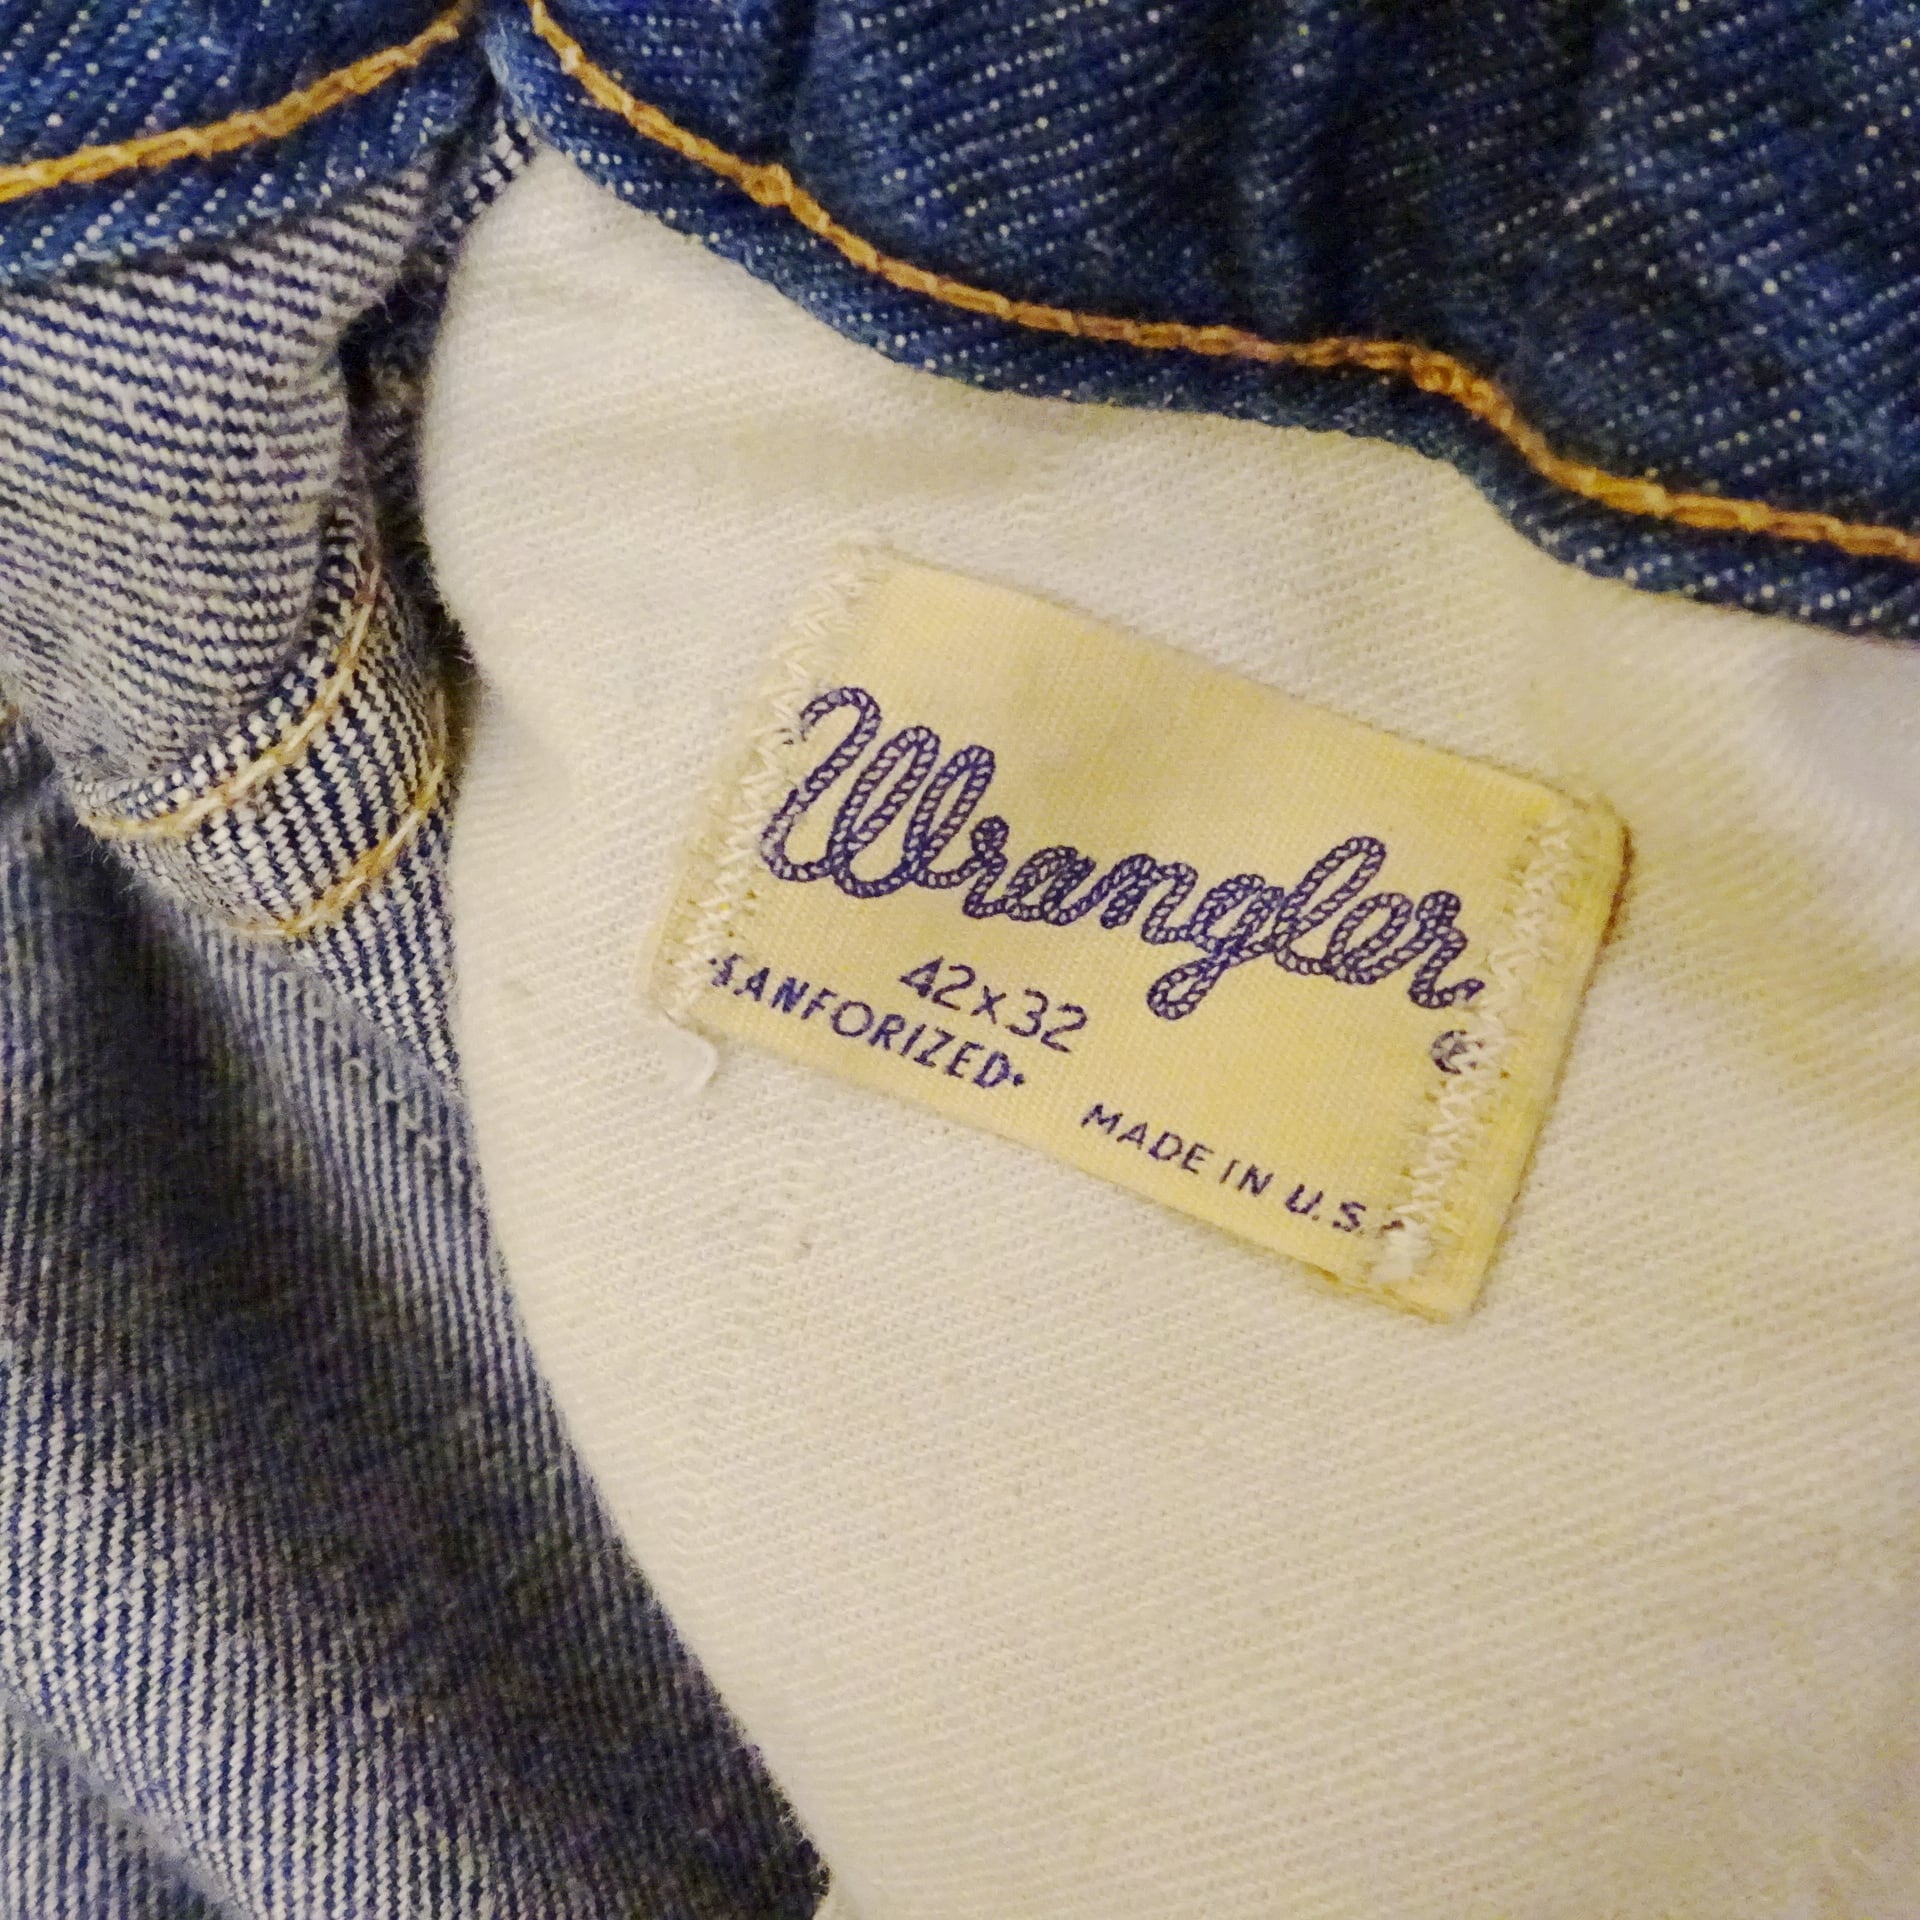 Wrangler
®
42x32
"SANFORIZED"
MADE IN U.S.